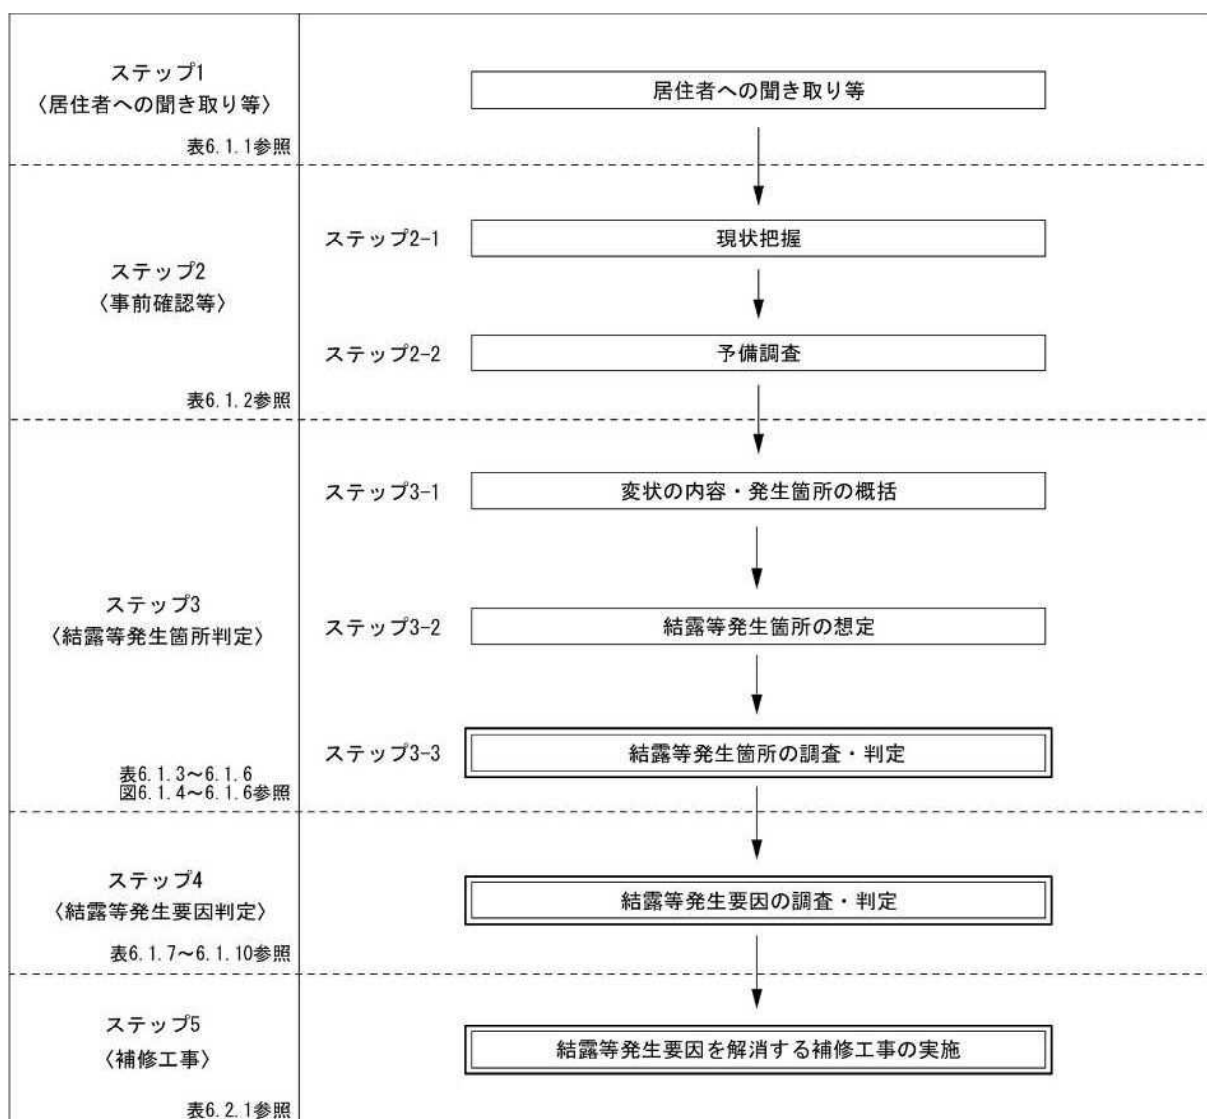 ステップ1
〈居住者への聞き取り等〉
表6.1.1参照
居住者への聞き取り等
ステップ2
〈事前確認等〉
表6.1.2参照
ステップ2-1
現状把握
ステップ2-2
予備調査
ステップ3
〈結露等発生箇所判定〉
表6.1.3～6.1.6
図6.1.4～6.1.6参照
ステップ3-1
変状の内容・発生箇所の概括
ステップ3-2
結露等発生箇所の想定
ステップ3-3
結露等発生箇所の調査・判定
ステップ4
〈結露等発生要因判定〉
表6.1.7～6.1.10参照
結露等発生要因の調査・判定
ステップ5
〈補修工事〉
表6.2.1参照
結露等発生要因を解消する補修工事の実施